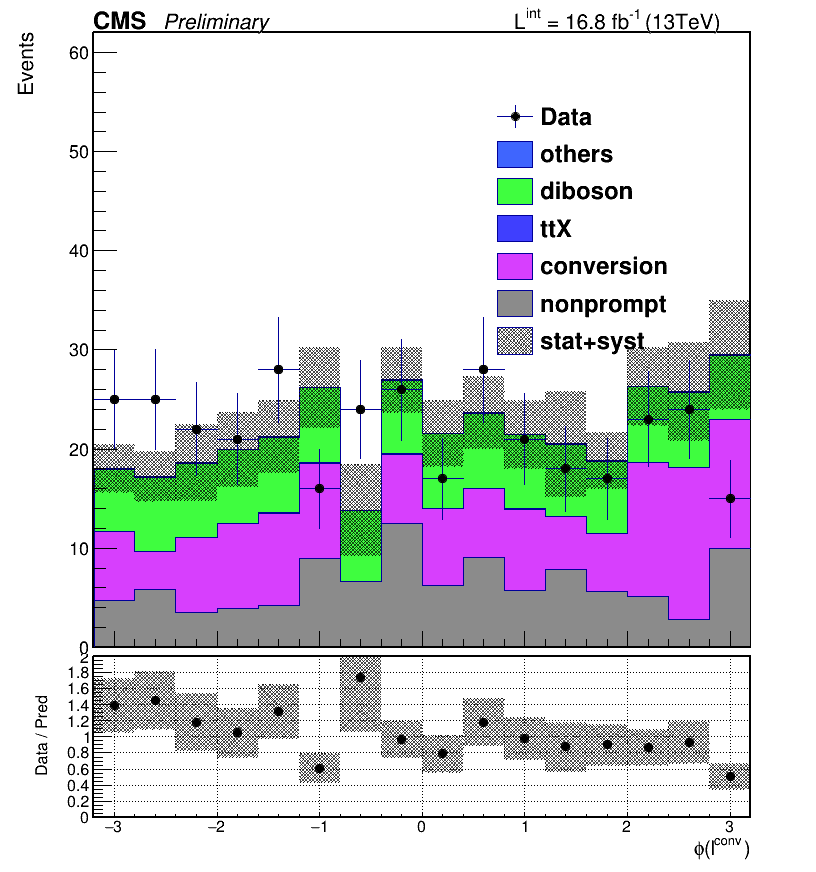 CMS Preliminary L^int = 16.8 fb^-1 (13TeV)
Events
60
50
40
30
20
10
0
Data
others
diboson
ttX
conversion
nonprompt
stat+syst
Data / Pred
2
1.8
1.6
1.4
1.2
1
0.8
0.6
0.4
0.2
0
−3 −2 −1 0 1 2 3
φ(l^conv)